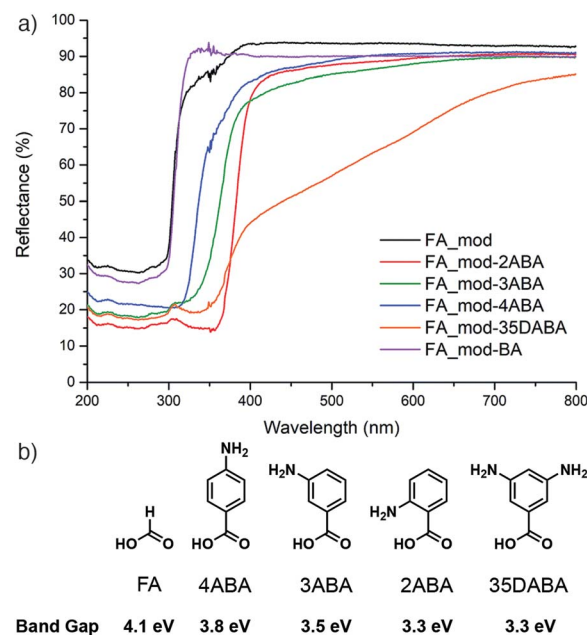 a)
100
90
80
70
60
50
40
30
20
10
0
Reflectance (%)
FA_mod
FA_mod-2ABA
FA_mod-3ABA
FA_mod-4ABA
FA_mod-35DABA
FA_mod-BA
200 300 400 500 600 700 800
Wavelength (nm)
b)
NH₂
H₂N
H₂N NH₂
H
H₂N
HO O HO O HO O HO O HO O
FA 4ABA 3ABA 2ABA 35DABA
Band Gap 4.1 eV 3.8 eV 3.5 eV 3.3 eV 3.3 eV